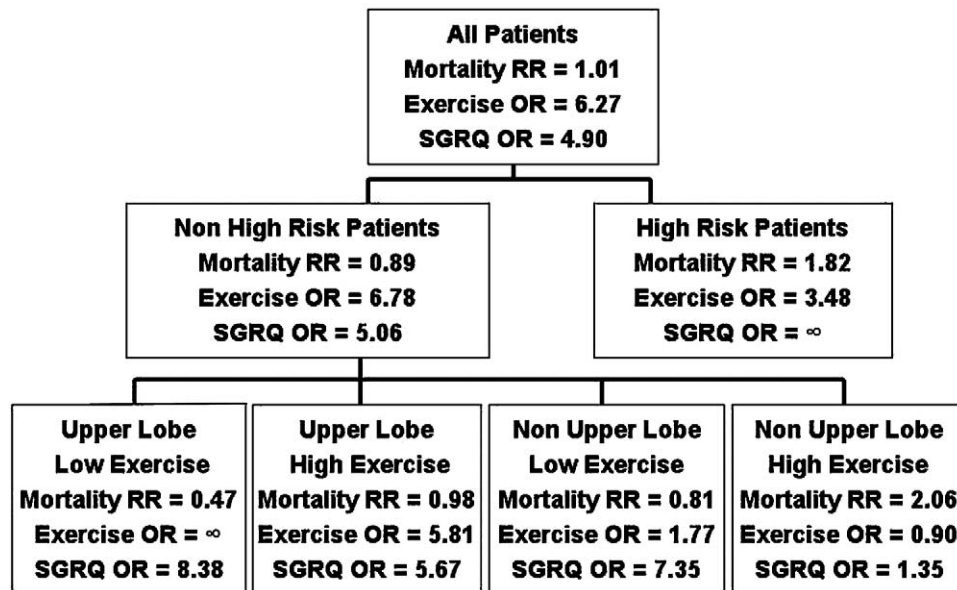 All Patients
Mortality RR = 1.01
Exercise OR = 6.27
SGRQ OR = 4.90
Non High Risk Patients
Mortality RR = 0.89
Exercise OR = 6.78
SGRQ OR = 5.06
High Risk Patients
Mortality RR = 1.82
Exercise OR = 3.48
SGRQ OR = ∞
Upper Lobe
Low Exercise
Mortality RR = 0.47
Exercise OR = ∞
SGRQ OR = 8.38
Upper Lobe
High Exercise
Mortality RR = 0.98
Exercise OR = 5.81
SGRQ OR = 5.67
Non Upper Lobe
Low Exercise
Mortality RR = 0.81
Exercise OR = 1.77
SGRQ OR = 7.35
Non Upper Lobe
High Exercise
Mortality RR = 2.06
Exercise OR = 0.90
SGRQ OR = 1.35